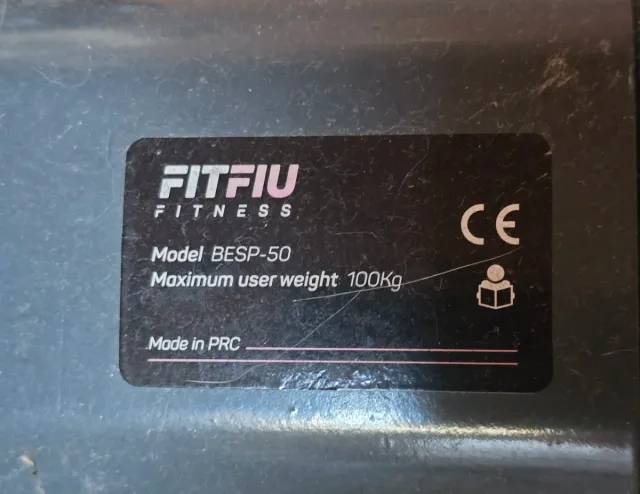 FITFIU
FITNESS
CE
Model BESP-50
Maximum user weight 100Kg
Made in PRC